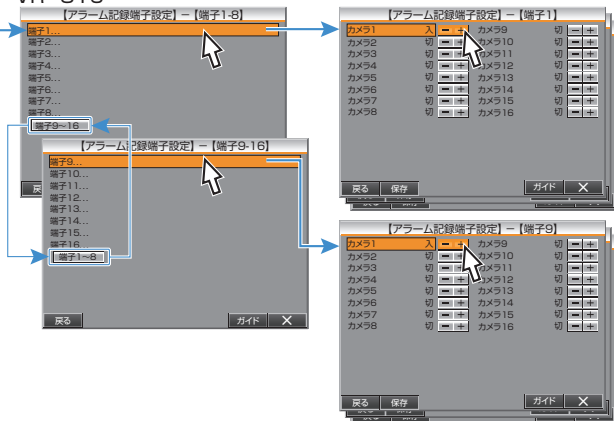 【アラーム記録端子設定】－【端子1-8】
端子1...
端子2...
端子3...
端子4...
端子5...
端子6...
端子7...
端子8...
端子9～16
【アラーム記録端子設定】－【端子9-16】
端子9...
端子10...
端子11...
端子12...
端子13...
端子14...
端子15...
端子16...
端子1～8
戻る ガイド ×
【アラーム記録端子設定】－【端子1】
カメラ1 入 － ＋ カメラ9 切 － ＋
カメラ2 切 － ＋ カメラ10 切 － ＋
カメラ3 切 － ＋ カメラ11 切 － ＋
カメラ4 切 － ＋ カメラ12 切 － ＋
カメラ5 切 － ＋ カメラ13 切 － ＋
カメラ6 切 － ＋ カメラ14 切 － ＋
カメラ7 切 － ＋ カメラ15 切 － ＋
カメラ8 切 － ＋ カメラ16 切 － ＋
戻る 保存 ガイド ×
【アラーム記録端子設定】－【端子9】
カメラ1 入 － ＋ カメラ9 切 － ＋
カメラ2 切 － ＋ カメラ10 切 － ＋
カメラ3 切 － ＋ カメラ11 切 － ＋
カメラ4 切 － ＋ カメラ12 切 － ＋
カメラ5 切 － ＋ カメラ13 切 － ＋
カメラ6 切 － ＋ カメラ14 切 － ＋
カメラ7 切 － ＋ カメラ15 切 － ＋
カメラ8 切 － ＋ カメラ16 切 － ＋
戻る 保存 ガイド ×